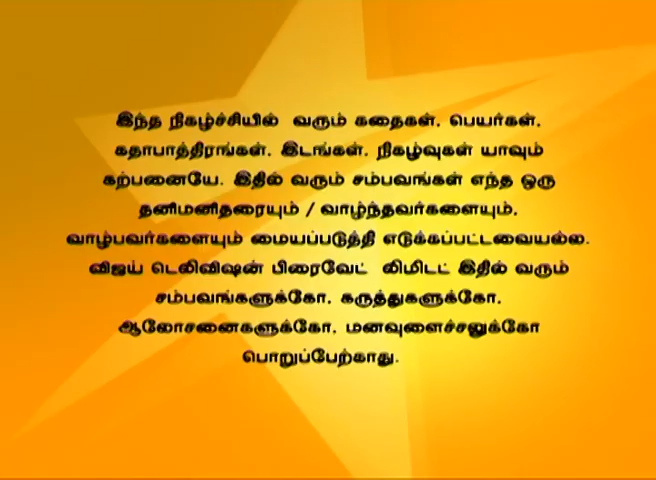 இந்த நிகழ்ச்சியில் வரும் கதைகள், பெயர்கள்,
கதாபாத்திரங்கள், இடங்கள், நிகழ்வுகள் யாவும்
கற்பனையே. இதில் வரும் சம்பவங்கள் எந்த ஒரு
தனிமனிதரையும் / வாழ்ந்தவர்களையும்,
வாழ்பவர்களையும் மையப்படுத்தி எடுக்கப்பட்டவையல்ல.
விஜய் டெலிவிஷன் பிரைவேட் லிமிடட் இதில் வரும்
சம்பவங்களுக்கோ, கருத்துகளுக்கோ,
ஆலோசனைகளுக்கோ, மனவுளைச்சலுக்கோ
பொறுப்பேற்காது.